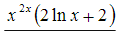 x^{2x}(2 ln x + 2)